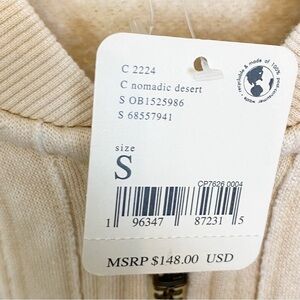 C 2224
C nomadic desert
S OB1525986
S 68557941
size
S
CP7626 0004
1 96347 87231 5
MSRP $148.00 USD